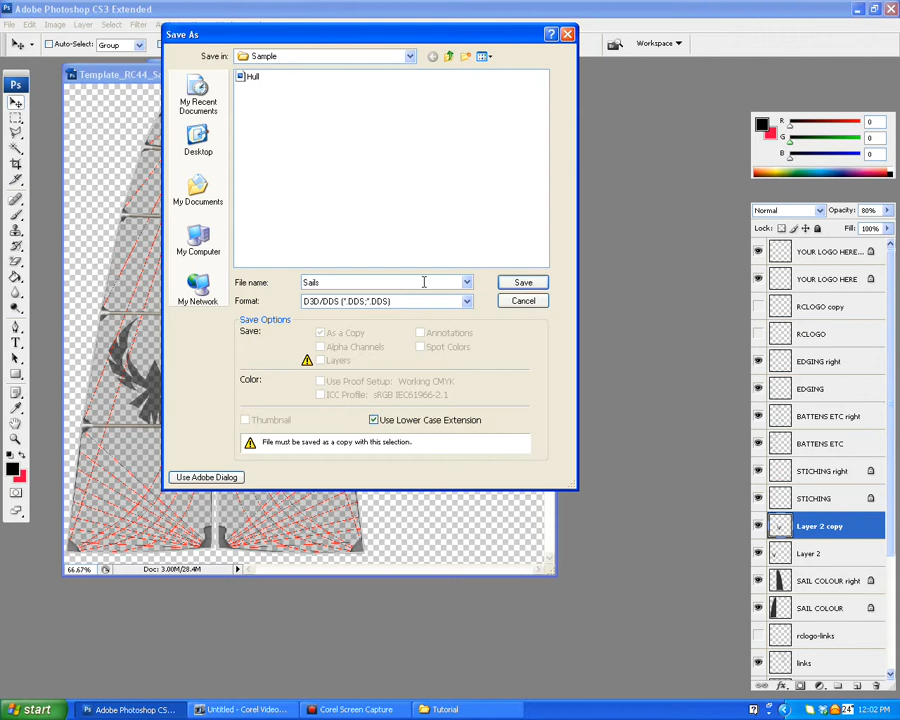 Adobe Photoshop CS3 Extended
File Edit Image Layer Select Filter
Auto-Select: Group
Workspace
Template_RC44_Sa
Save As
Save in: Sample
Hull
My Recent
Documents
Desktop
My Documents
My Computer
My Network
File name: Sails
Save
Format: D3D/DDS (*.DDS;*.DDS)
Cancel
Save Options
Save: As a Copy Annotations
Alpha Channels Spot Colors
Layers
Color: Use Proof Setup: Working CMYK
ICC Profile: sRGB IEC61966-2.1
Thumbnail Use Lower Case Extension
File must be saved as a copy with this selection.
Use Adobe Dialog
66.67% Doc: 3.00M/28.4M
R 0
G 0
B 0
Normal Opacity: 80%
Lock: Fill: 100%
YOUR LOGO HERE...
YOUR LOGO HERE
RCLOGO copy
RCLOGO
EDGING right
EDGING
BATTENS ETC right
BATTENS ETC
STICHING right
STICHING
Layer 2 copy
Layer 2
SAIL COLOUR right
SAIL COLOUR
rclogo-links
links
start Adobe Photoshop CS3 ... Untitled - Corel Video... Corel Screen Capture Tutorial 24° 12:02 PM